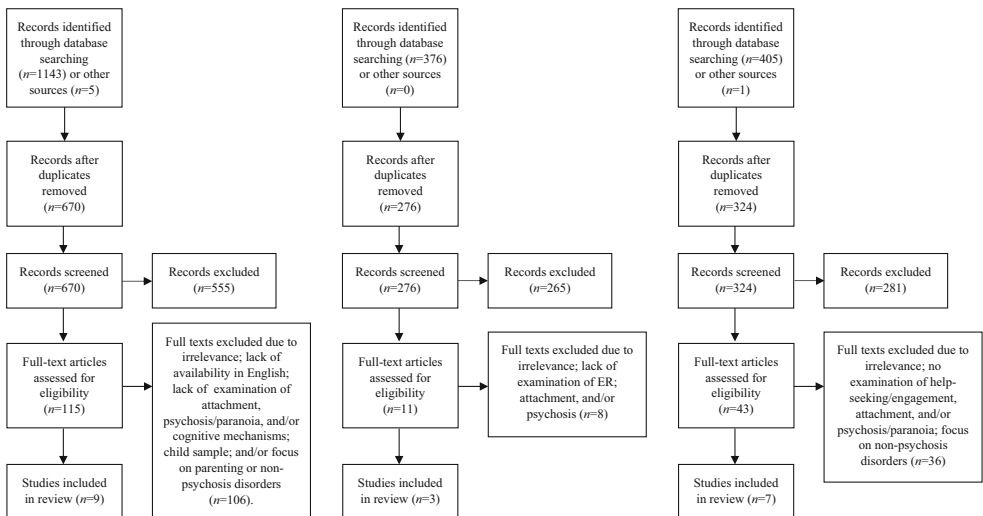 Records identified
through database
searching
(n=1143) or other
sources (n=5)
Records after
duplicates
removed
(n=670)
Records screened
(n=670)
Records excluded
(n=555)
Full-text articles
assessed for
eligibility
(n=115)
Full texts excluded due to
irrelevance; lack of
availability in English;
lack of examination of
attachment,
psychosis/paranoia, and/or
cognitive mechanisms;
child sample; and/or focus
on parenting or non-
psychosis disorders
(n=106).
Studies included
in review (n=9)
Records identified
through database
searching (n=376)
or other sources
(n=0)
Records after
duplicates
removed
(n=276)
Records screened
(n=276)
Records excluded
(n=265)
Full-text articles
assessed for
eligibility
(n=11)
Full texts excluded due to
irrelevance; lack of
examination of ER;
attachment, and/or
psychosis (n=8)
Studies included
in review (n=3)
Records identified
through database
searching (n=405)
or other sources
(n=1)
Records after
duplicates
removed
(n=324)
Records screened
(n=324)
Records excluded
(n=281)
Full-text articles
assessed for
eligibility
(n=43)
Full texts excluded due to
irrelevance; no
examination of help-
seeking/engagement,
attachment, and/or
psychosis/paranoia; focus
on non-psychosis
disorders (n=36)
Studies included
in review (n=7)